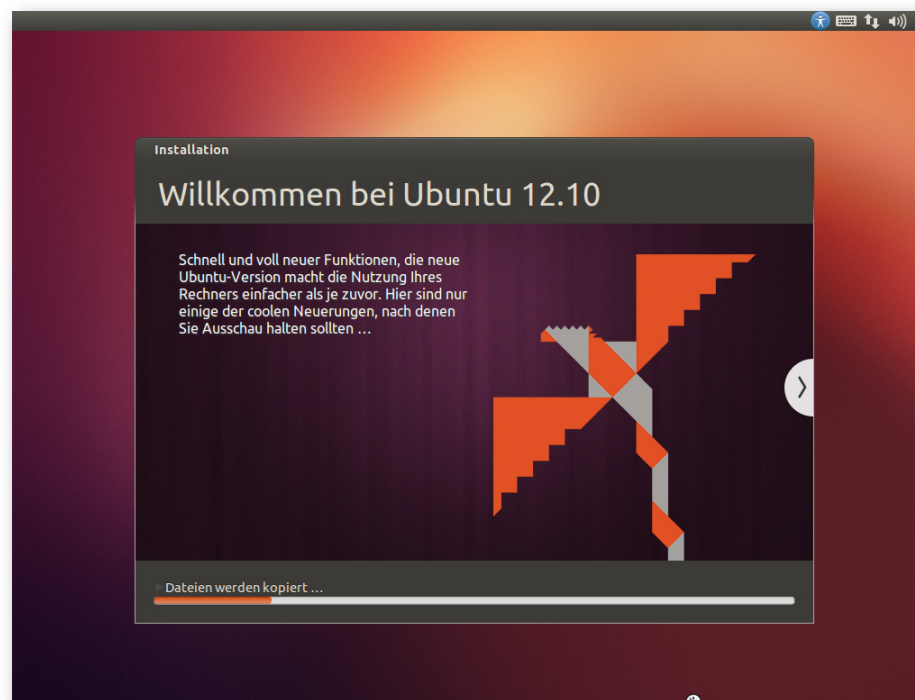 Installation
Willkommen bei Ubuntu 12.10
Schnell und voll neuer Funktionen, die neue
Ubuntu-Version macht die Nutzung Ihres
Rechners einfacher als je zuvor. Hier sind nur
einige der coolen Neuerungen, nach denen
Sie Ausschau halten sollten …
Dateien werden kopiert …